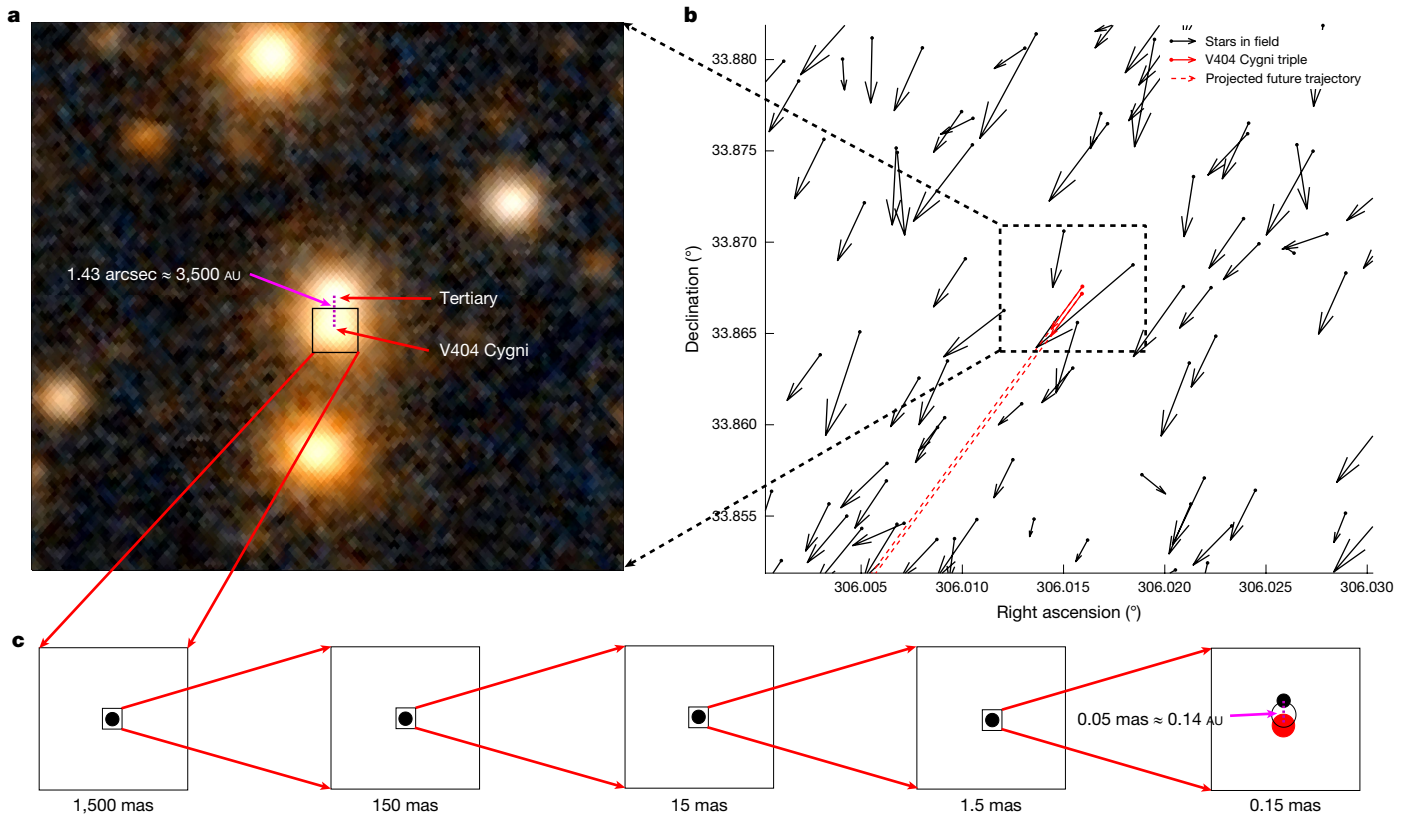 a
1.43 arcsec ≈ 3,500 AU
Tertiary
V404 Cygni
b
Stars in field
V404 Cygni triple
Projected future trajectory
33.880
33.875
33.870
33.865
33.860
33.855
Declination (°)
306.005 306.010 306.015 306.020 306.025 306.030
Right ascension (°)
c
0.05 mas ≈ 0.14 AU
1,500 mas 150 mas 15 mas 1.5 mas 0.15 mas